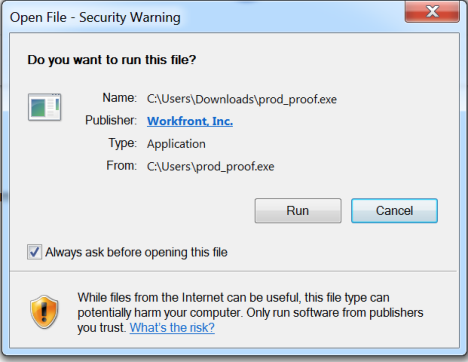 Open File - Security Warning
Do you want to run this file?
Name: C:\Users\Downloads\prod_proof.exe
Publisher: Workfront, Inc.
Type: Application
From: C:\Users\prod_proof.exe
Run Cancel
Always ask before opening this file
While files from the Internet can be useful, this file type can
potentially harm your computer. Only run software from publishers
you trust. What's the risk?